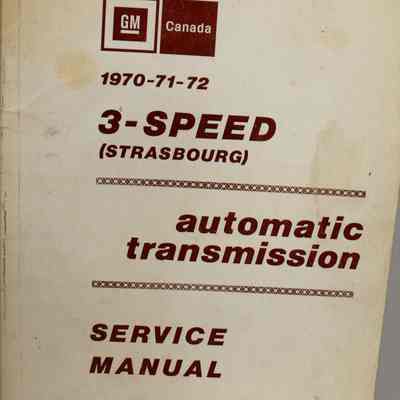 GM Canada
1970-71-72
3-SPEED
(STRASBOURG)
automatic
transmission
SERVICE
MANUAL